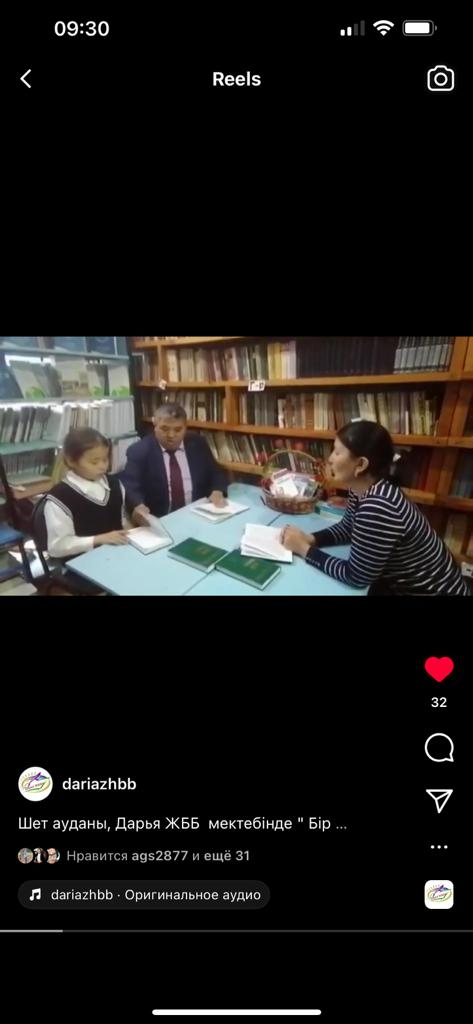 09:30
Reels
Г-О
32
dariazhbb
Шет ауданы, Дарья ЖББ мектебінде " Бір ...
Нравится ags2877 и ещё 31
dariazhbb · Оригинальное аудио